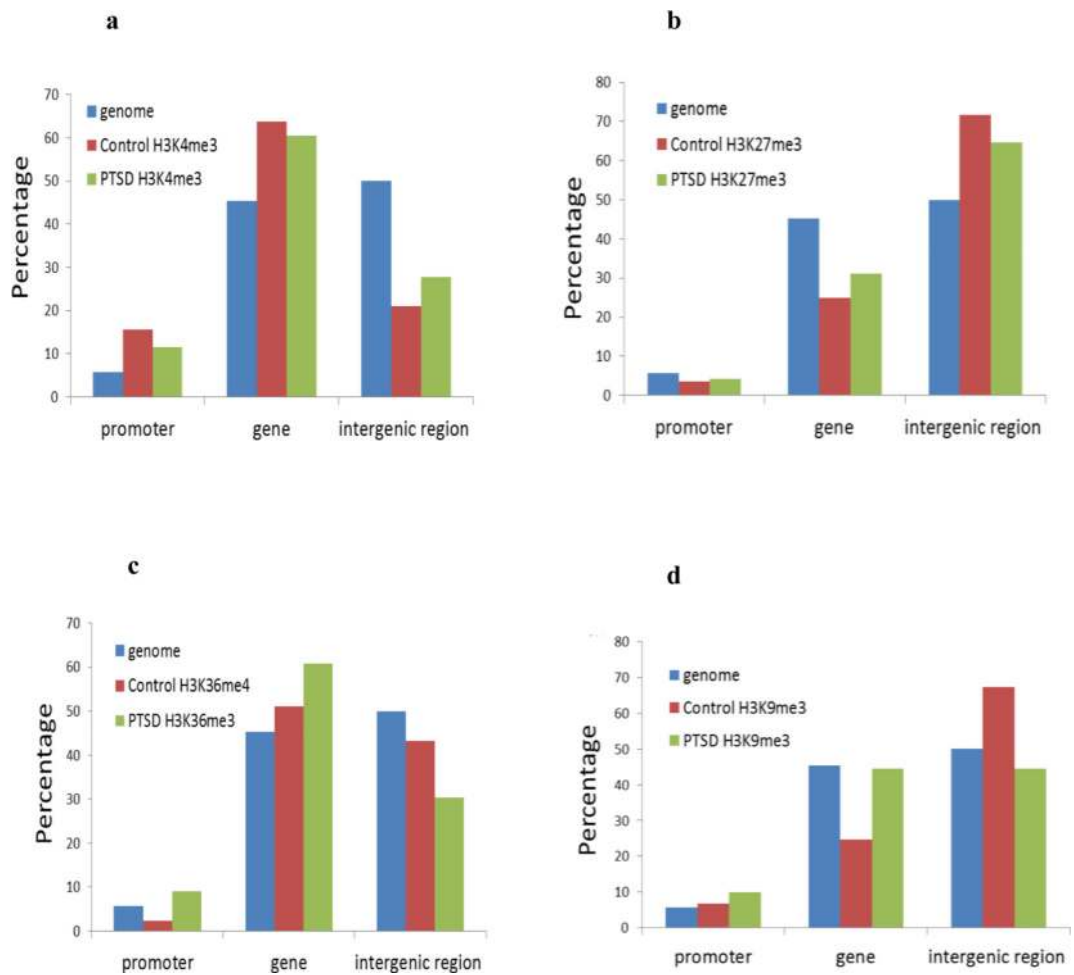 a
Percentage
70
60
50
40
30
20
10
0
genome
Control H3K4me3
PTSD H3K4me3
promoter gene intergenic region
b
Percentage
80
70
60
50
40
30
20
10
0
genome
Control H3K27me3
PTSD H3K27me3
promoter gene intergenic region
c
Percentage
70
60
50
40
30
20
10
0
genome
Control H3K36me4
PTSD H3K36me3
promoter gene intergenic region
d
Percentage
80
70
60
50
40
30
20
10
0
genome
Control H3K9me3
PTSD H3K9me3
promoter gene intergenic region